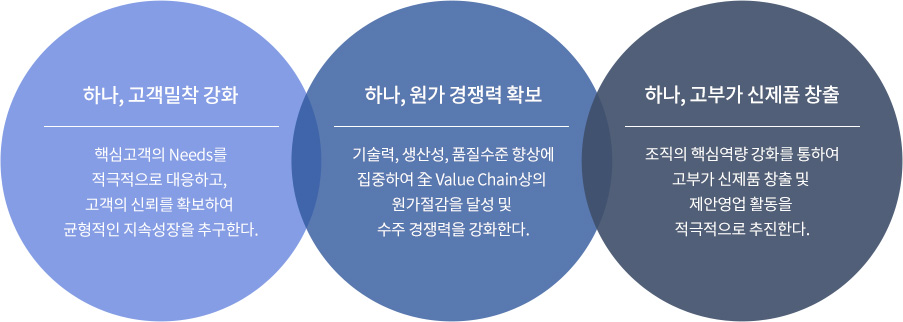 하나, 고객밀착 강화
핵심고객의 Needs를
적극적으로 대응하고,
고객의 신뢰를 확보하여
균형적인 지속성장을 추구한다.
하나, 원가 경쟁력 확보
기술력, 생산성, 품질수준 향상에
집중하여 全 Value Chain상의
원가절감을 달성 및
수주 경쟁력을 강화한다.
하나, 고부가 신제품 창출
조직의 핵심역량 강화를 통하여
고부가 신제품 창출 및
제안영업 활동을
적극적으로 추진한다.